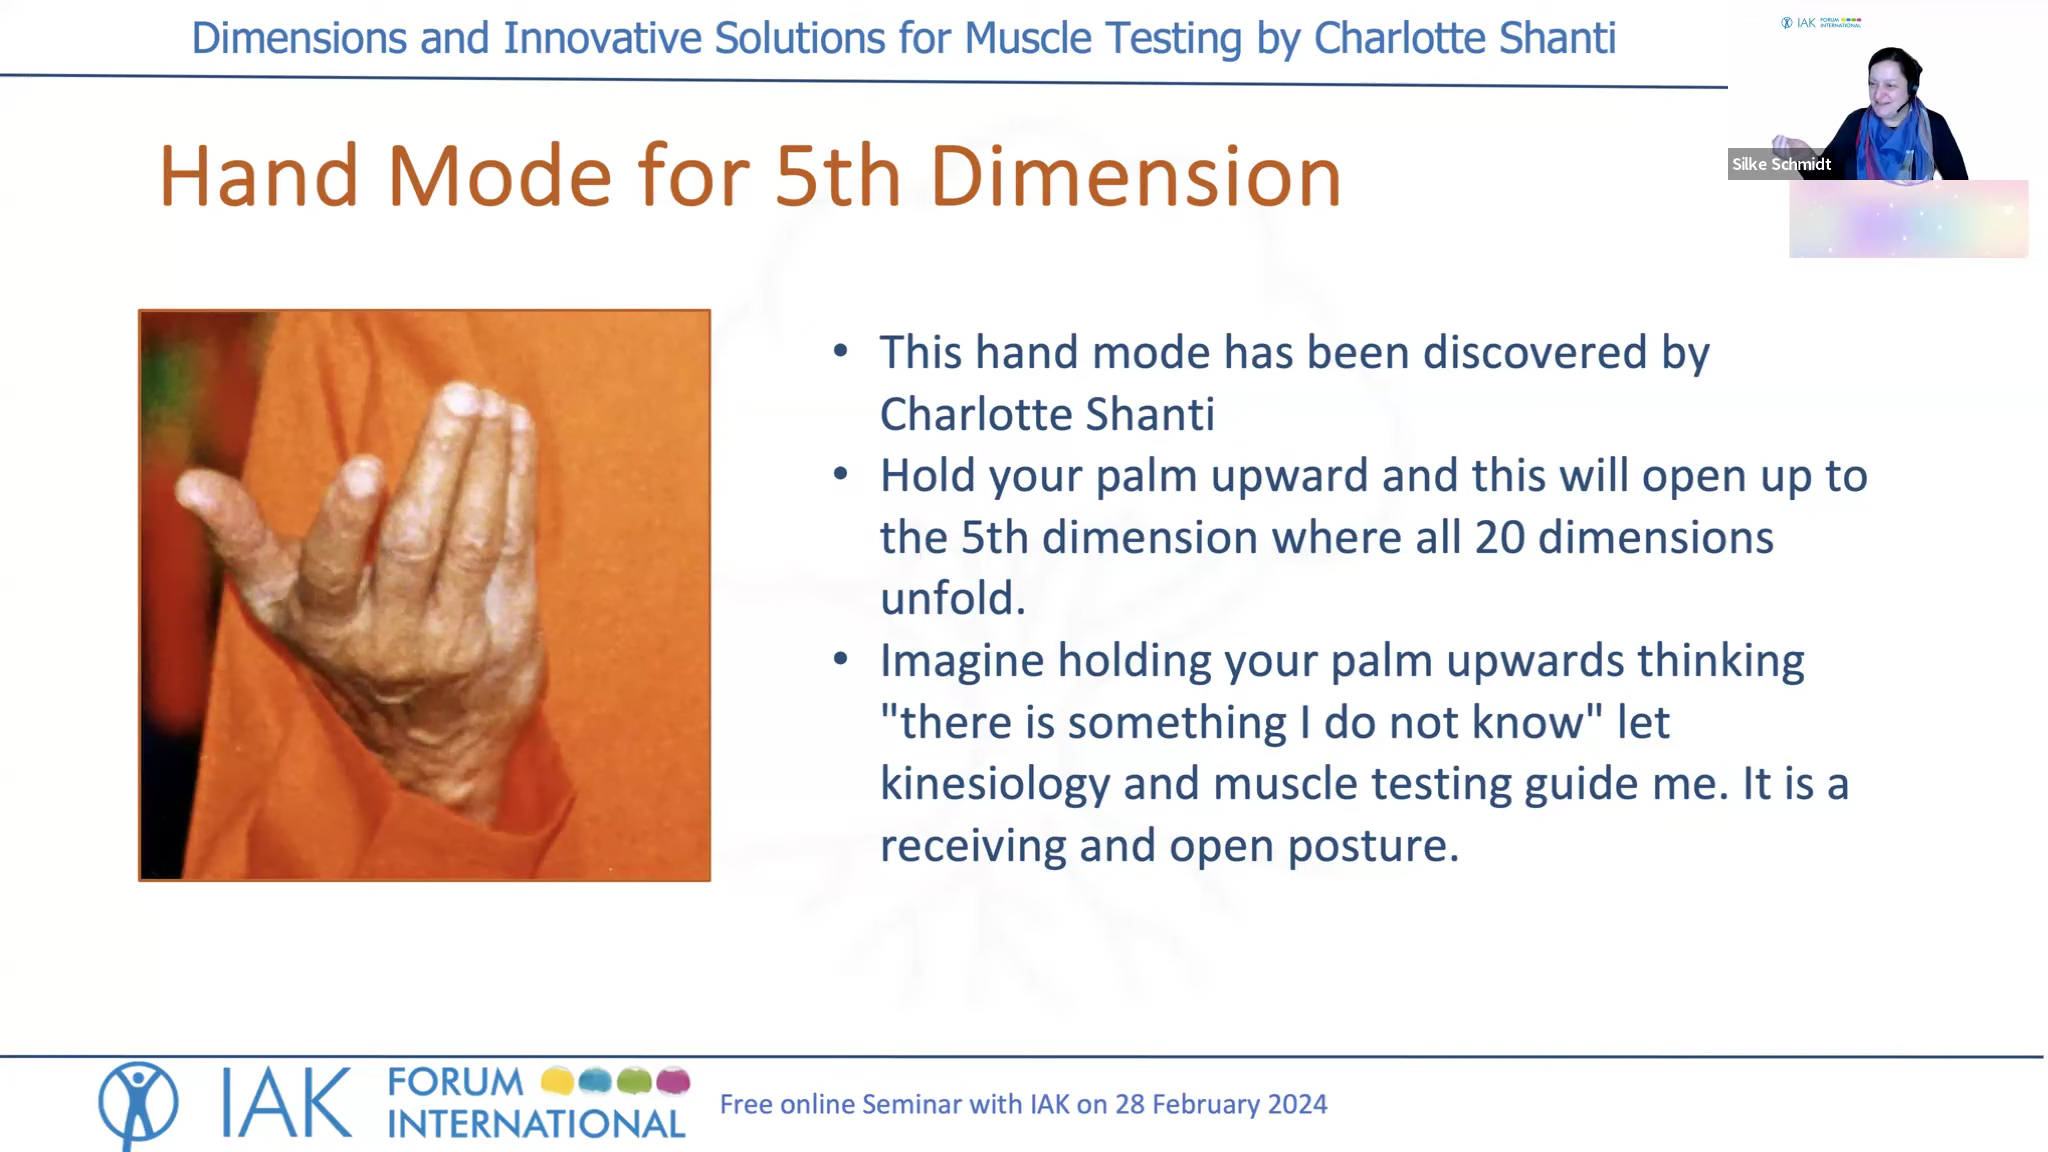 Dimensions and Innovative Solutions for Muscle Testing by Charlotte Shanti
IAK FORUM INTERNATIONAL
Silke Schmidt
Hand Mode for 5th Dimension
• This hand mode has been discovered by
Charlotte Shanti
• Hold your palm upward and this will open up to
the 5th dimension where all 20 dimensions
unfold.
• Imagine holding your palm upwards thinking
"there is something I do not know" let
kinesiology and muscle testing guide me. It is a
receiving and open posture.
IAK FORUM
INTERNATIONAL
Free online Seminar with IAK on 28 February 2024